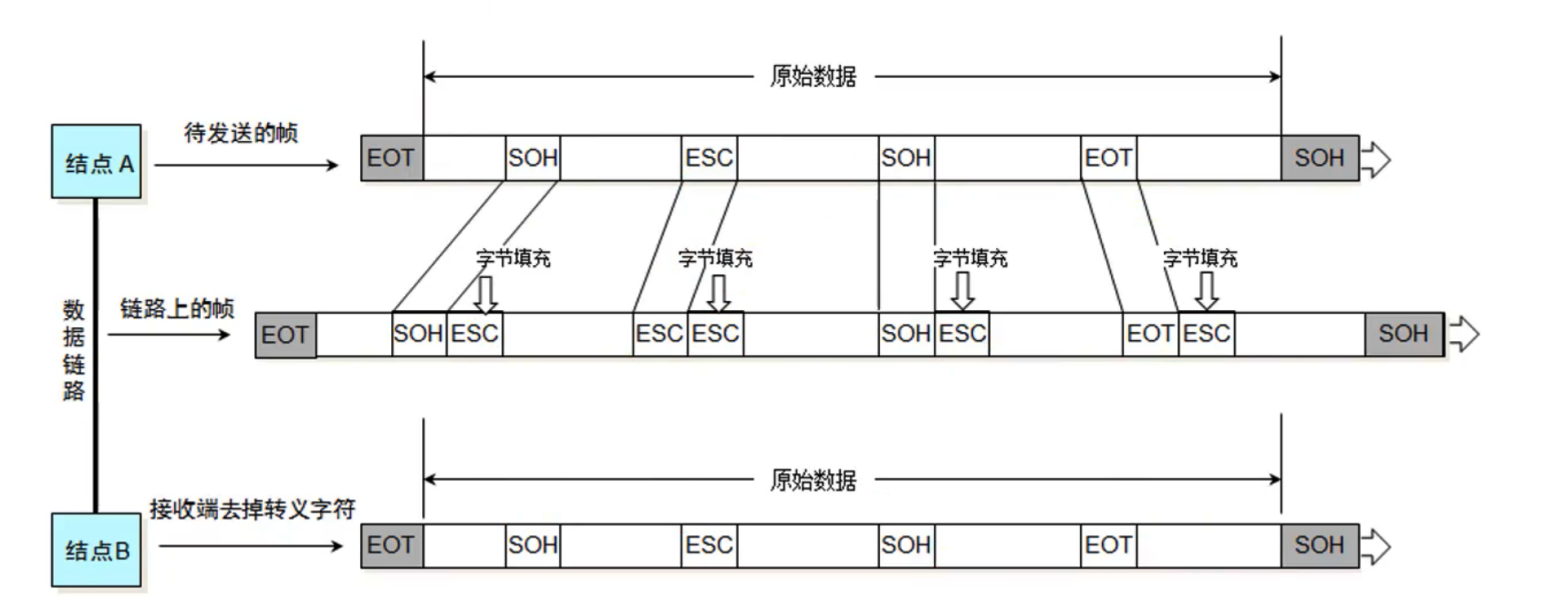 原始数据
结点 A
待发送的帧
EOT SOH ESC SOH EOT SOH
字节填充 字节填充 字节填充 字节填充
数据链路
链路上的帧
EOT SOH ESC ESC ESC SOH ESC EOT ESC SOH
原始数据
结点B
接收端去掉转义字符
EOT SOH ESC SOH EOT SOH